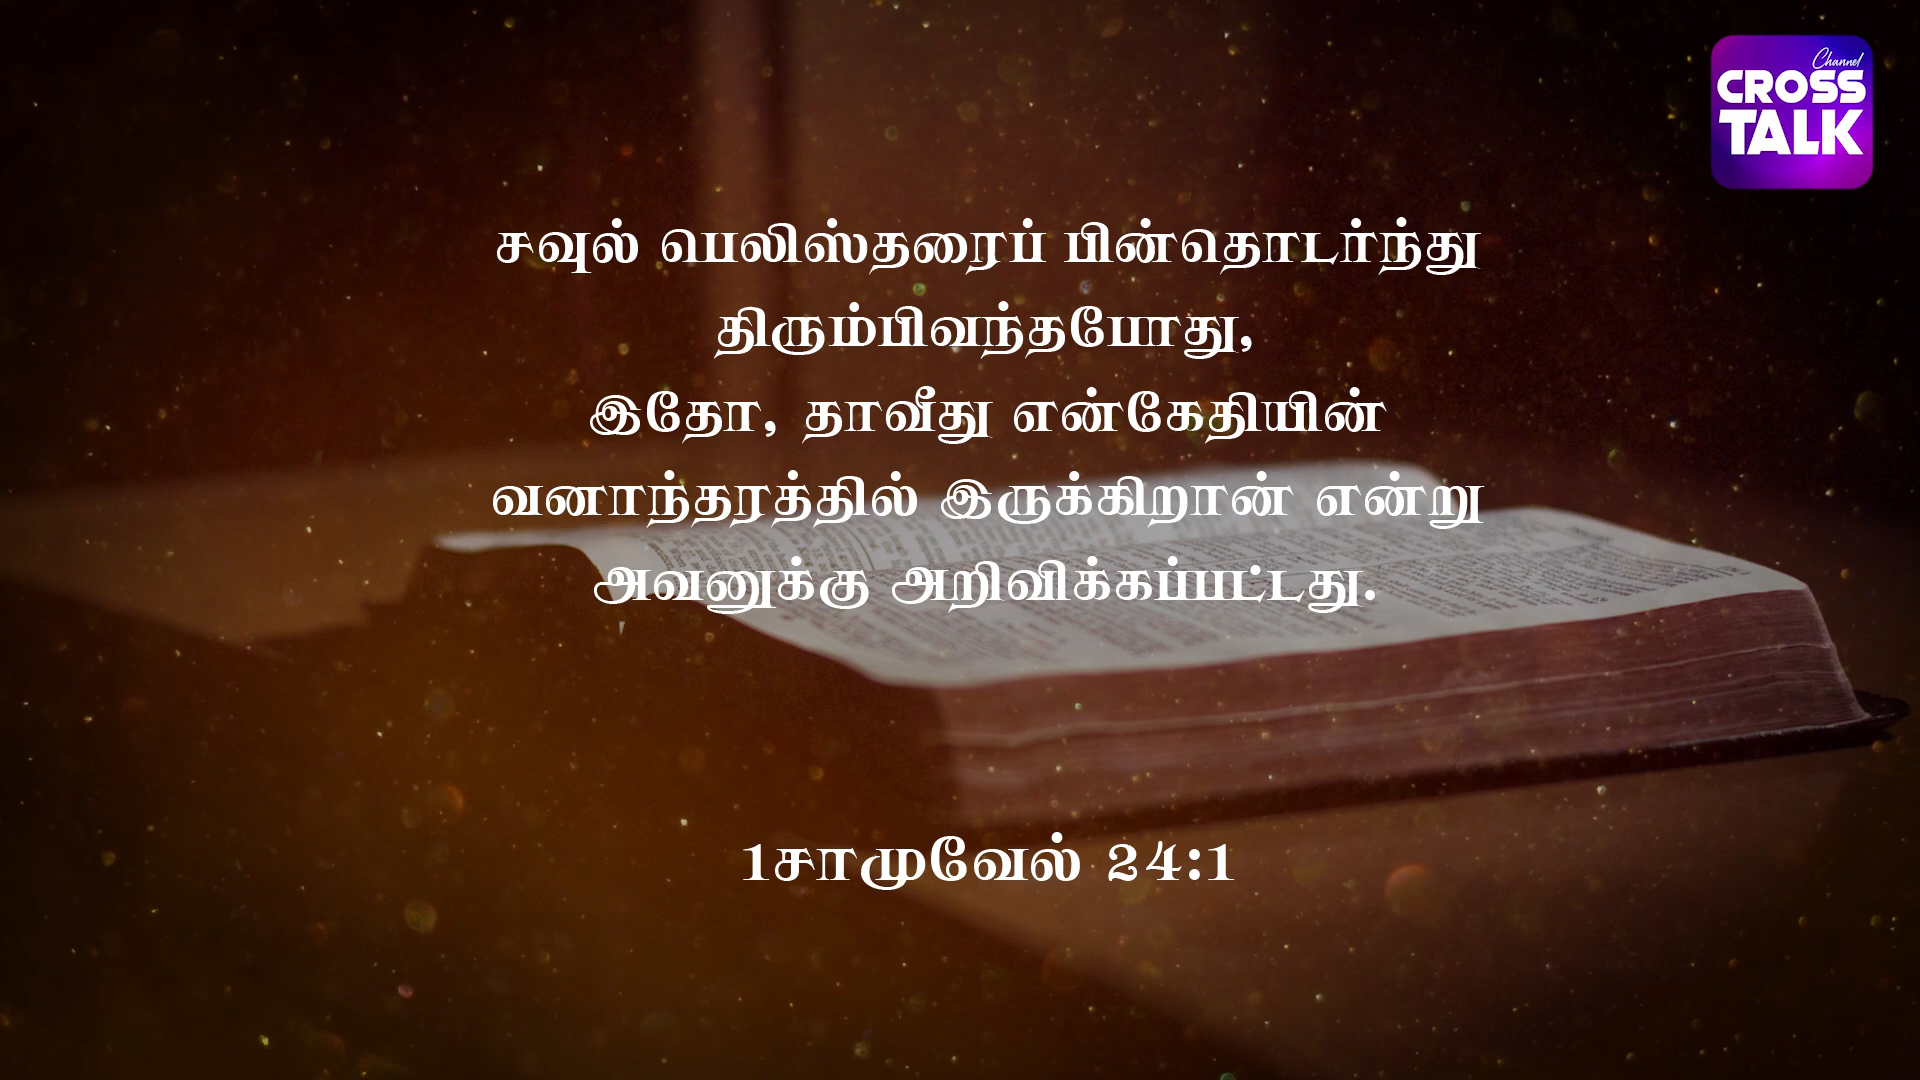 Channel
CROSS
TALK
சவுல் பெலிஸ்தரைப் பின்தொடர்ந்து
திரும்பிவந்தபோது,
இதோ, தாவீது என்கேதியின்
வனாந்தரத்தில் இருக்கிறான் என்று
அவனுக்கு அறிவிக்கப்பட்டது.
1சாமுவேல் 24:1